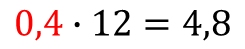 0,4 · 12 = 4,8